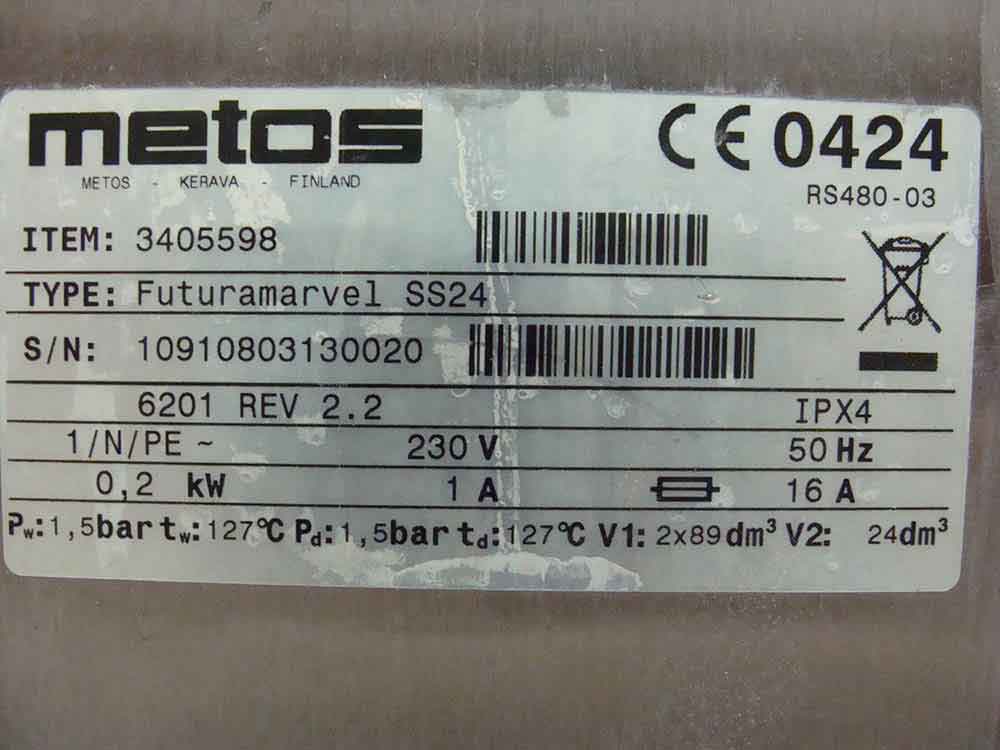 metos
METOS - KERAVA - FINLAND
CE 0424
RS480-03
ITEM: 3405598
TYPE: Futuramarvel SS24
S/N: 10910803130020
6201 REV 2.2 IPX4
1/N/PE ~ 230 V 50 Hz
0,2 kW 1 A 16 A
Pw:1,5bar tw:127°C Pd:1,5bar td:127°C V1: 2x89dm³ V2: 24dm³